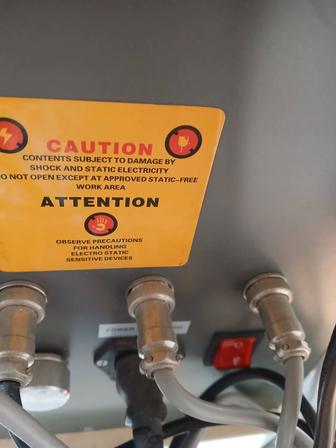 CAUTION
CONTENTS SUBJECT TO DAMAGE BY
SHOCK AND STATIC ELECTRICITY
O NOT OPEN EXCEPT AT APPROVED STATIC-FREE
WORK AREA
ATTENTION
OBSERVE PRECAUTIONS
FOR HANDLING
ELECTRO STATIC
SENSITIVE DEVICES
POWER